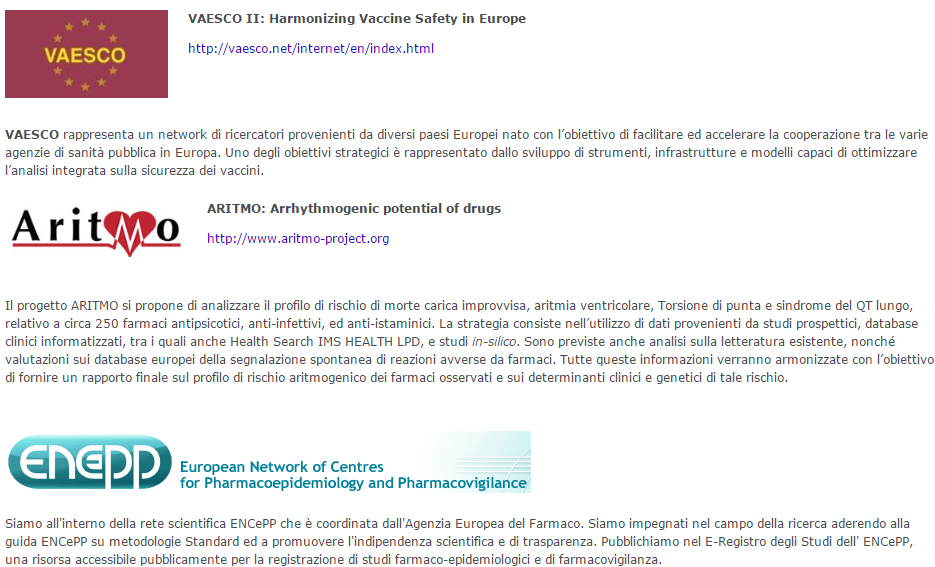 VAESCO
VAESCO II: Harmonizing Vaccine Safety in Europe
http://vaesco.net/internet/en/index.html
VAESCO rappresenta un network di ricercatori provenienti da diversi paesi Europei nato con l’obiettivo di facilitare ed accelerare la cooperazione tra le varie
agenzie di sanità pubblica in Europa. Uno degli obiettivi strategici è rappresentato dallo sviluppo di strumenti, infrastrutture e modelli capaci di ottimizzare
l’analisi integrata sulla sicurezza dei vaccini.
Aritmo
ARITMO: Arrhythmogenic potential of drugs
http://www.aritmo-project.org
Il progetto ARITMO si propone di analizzare il profilo di rischio di morte carica improvvisa, aritmia ventricolare, Torsione di punta e sindrome del QT lungo,
relativo a circa 250 farmaci antipsicotici, anti-infettivi, ed anti-istaminici. La strategia consiste nell’utilizzo di dati provenienti da studi prospettici, database
clinici informatizzati, tra i quali anche Health Search IMS HEALTH LPD, e studi in-silico. Sono previste anche analisi sulla letteratura esistente, nonché
valutazioni sui database europei della segnalazione spontanea di reazioni avverse da farmaci. Tutte queste informazioni verranno armonizzate con l’obiettivo
di fornire un rapporto finale sul profilo di rischio aritmogenico dei farmaci osservati e sui determinanti clinici e genetici di tale rischio.
ENCePP
European Network of Centres
for Pharmacoepidemiology and Pharmacovigilance
Siamo all'interno della rete scientifica ENCePP che è coordinata dall'Agenzia Europea del Farmaco. Siamo impegnati nel campo della ricerca aderendo alla
guida ENCePP su metodologie Standard ed a promuovere l'indipendenza scientifica e di trasparenza. Pubblichiamo nel E-Registro degli Studi dell' ENCePP,
una risorsa accessibile pubblicamente per la registrazione di studi farmaco-epidemiologici e di farmacovigilanza.